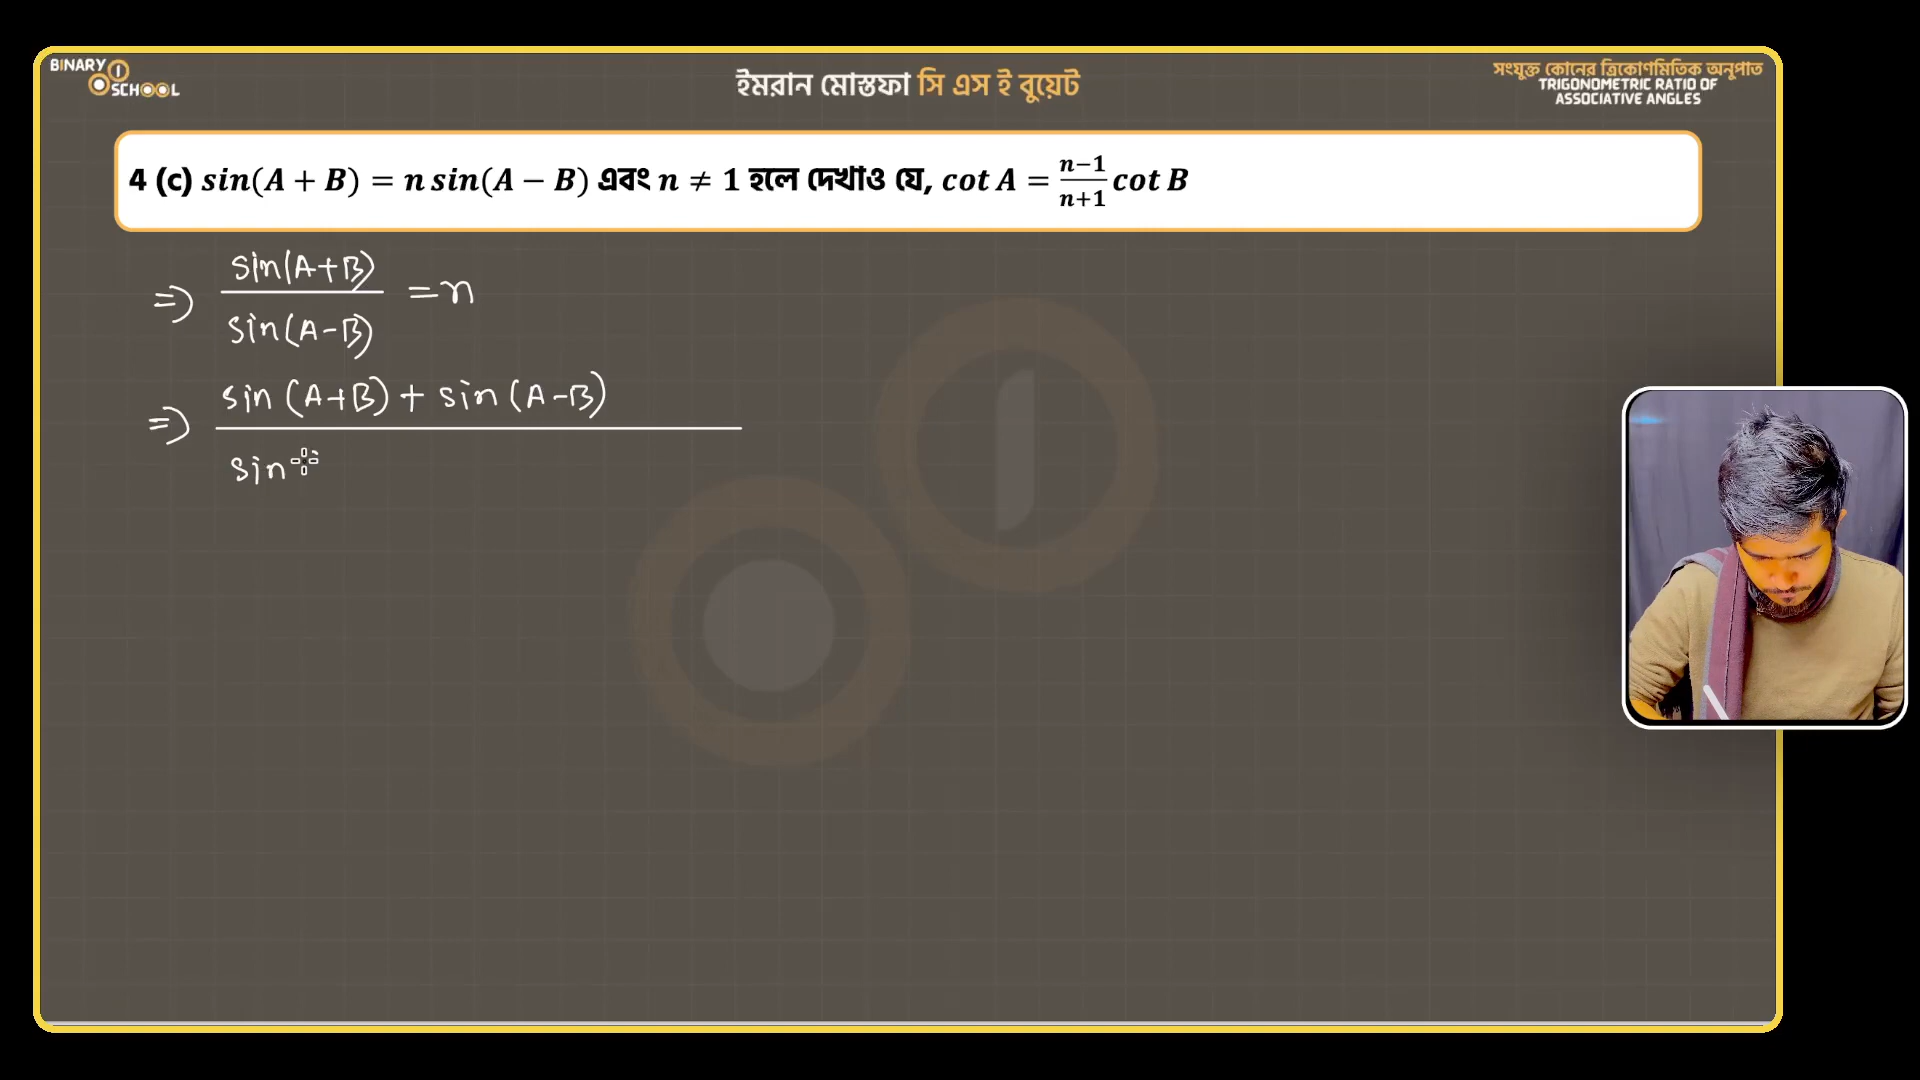 BINARY SCHOOL
ইমরান মোস্তফা সি এস ই বুয়েট
সংযুক্ত কোনের ত্রিকোণমিতিক অনুপাত
TRIGONOMETRIC RATIO OF
ASSOCIATIVE ANGLES
4 (c) sin(A + B) = n sin(A − B) এবং n ≠ 1 হলে দেখাও যে, cot A = (n−1)/(n+1) cot B
=> sin(A+B) / sin(A-B) = n
=> sin (A+B) + sin (A-B)
sin